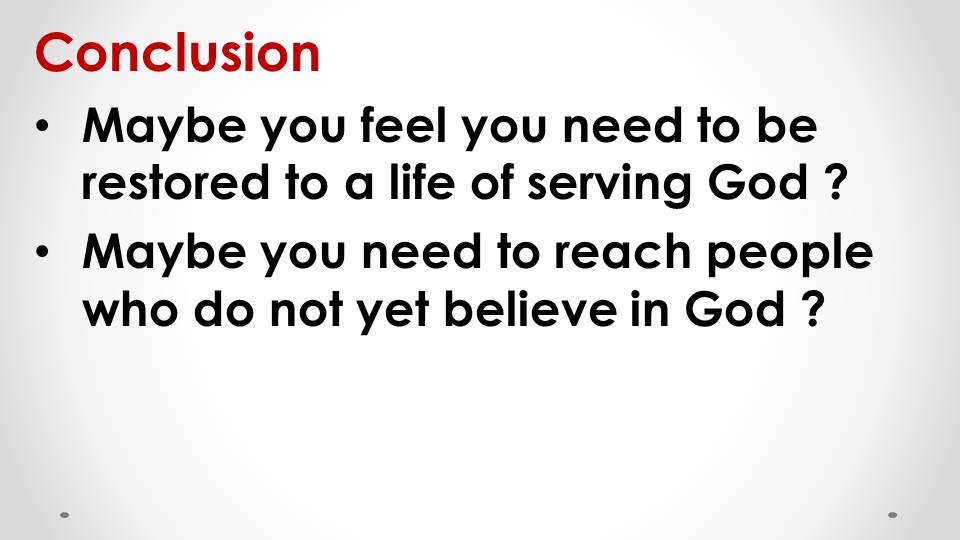 Conclusion
• Maybe you feel you need to be
restored to a life of serving God ?
• Maybe you need to reach people
who do not yet believe in God ?